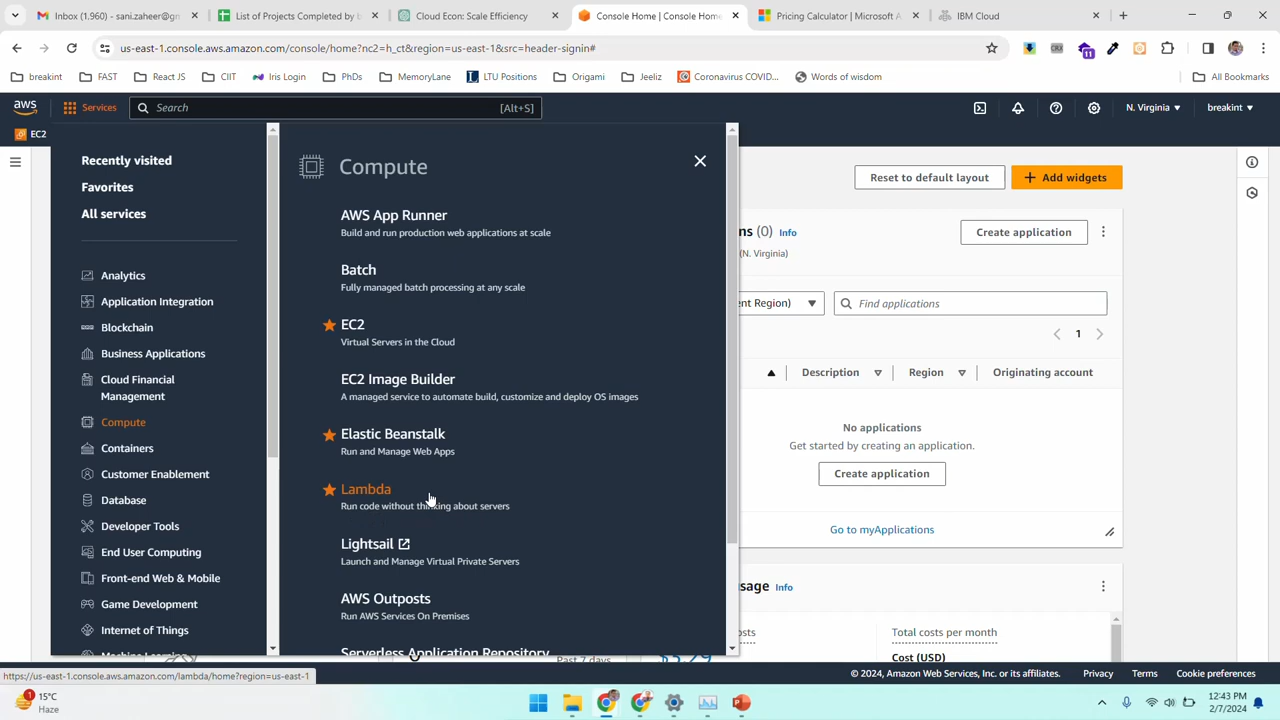 Inbox (1,960) - sani.zaheer@gm
List of Projects Completed by b
Cloud Econ: Scale Efficiency
Console Home | Console Home
Pricing Calculator | Microsoft A
IBM Cloud
us-east-1.console.aws.amazon.com/console/home?nc2=h_ct&region=us-east-1&src=header-signin#
11
breakint
FAST
React JS
CIIT
Iris Login
PhDs
MemoryLane
LTU Positions
Origami
Jeeliz
Coronavirus COVID...
Words of wisdom
All Bookmarks
aws
Services
Search
[Alt+S]
N. Virginia
breakint
EC2
Recently visited
Favorites
All services
Analytics
Application Integration
Blockchain
Business Applications
Cloud Financial
Management
Compute
Containers
Customer Enablement
Database
Developer Tools
End User Computing
Front-end Web & Mobile
Game Development
Internet of Things
Compute
AWS App Runner
Build and run production web applications at scale
Batch
Fully managed batch processing at any scale
EC2
Virtual Servers in the Cloud
EC2 Image Builder
A managed service to automate build, customize and deploy OS images
Elastic Beanstalk
Run and Manage Web Apps
Lambda
Run code without thinking about servers
Lightsail
Launch and Manage Virtual Private Servers
AWS Outposts
Run AWS Services On Premises
Serverless Application Repository
Reset to default layout
+ Add widgets
ns (0) Info
(N. Virginia)
Create application
ent Region)
Find applications
1
Description
Region
Originating account
No applications
Get started by creating an application.
Create application
Go to myApplications
sage Info
osts
Total costs per month
Cost (USD)
Past 7 days
$3.29
https://us-east-1.console.aws.amazon.com/lambda/home?region=us-east-1
© 2024, Amazon Web Services, Inc. or its affiliates.
Privacy
Terms
Cookie preferences
1
15°C
Haze
12:43 PM
2/7/2024